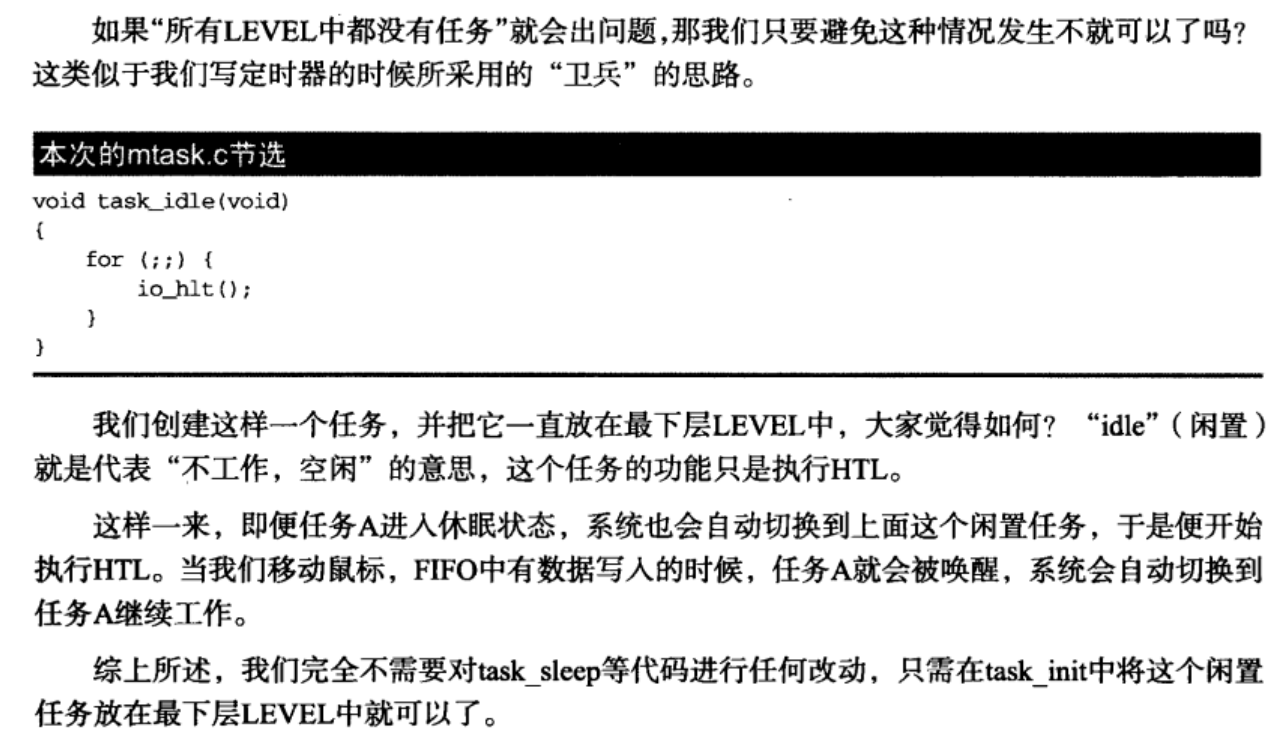 如果“所有LEVEL中都没有任务”就会出问题,那我们只要避免这种情况发生不就可以了吗?
这类似于我们写定时器的时候所采用的“卫兵”的思路。
本次的mtask.c节选
void task_idle(void)
{
    for (;;) {
        io_hlt();
    }
}
我们创建这样一个任务，并把它一直放在最下层LEVEL中，大家觉得如何？“idle”（闲置）
就是代表“不工作，空闲”的意思，这个任务的功能只是执行HTL。
这样一来，即便任务A进入休眠状态，系统也会自动切换到上面这个闲置任务，于是便开始
执行HTL。当我们移动鼠标，FIFO中有数据写入的时候，任务A就会被唤醒，系统会自动切换到
任务A继续工作。
综上所述，我们完全不需要对task_sleep等代码进行任何改动，只需在task_init中将这个闲置
任务放在最下层LEVEL中就可以了。